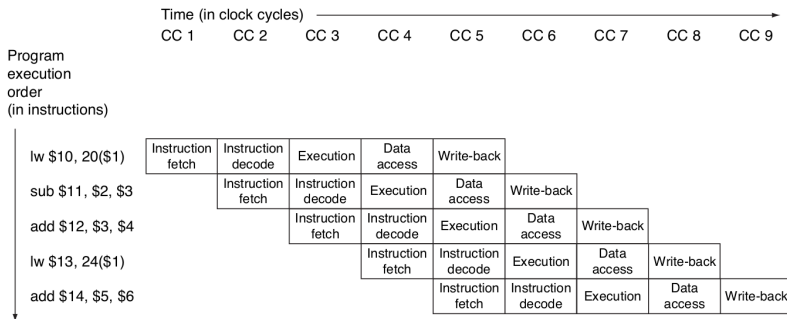 Time (in clock cycles)
CC 1 CC 2 CC 3 CC 4 CC 5 CC 6 CC 7 CC 8 CC 9
Program
execution
order
(in instructions)
lw $10, 20($1) Instruction fetch Instruction decode Execution Data access Write-back
sub $11, $2, $3 Instruction fetch Instruction decode Execution Data access Write-back
add $12, $3, $4 Instruction fetch Instruction decode Execution Data access Write-back
lw $13, 24($1) Instruction fetch Instruction decode Execution Data access Write-back
add $14, $5, $6 Instruction fetch Instruction decode Execution Data access Write-back